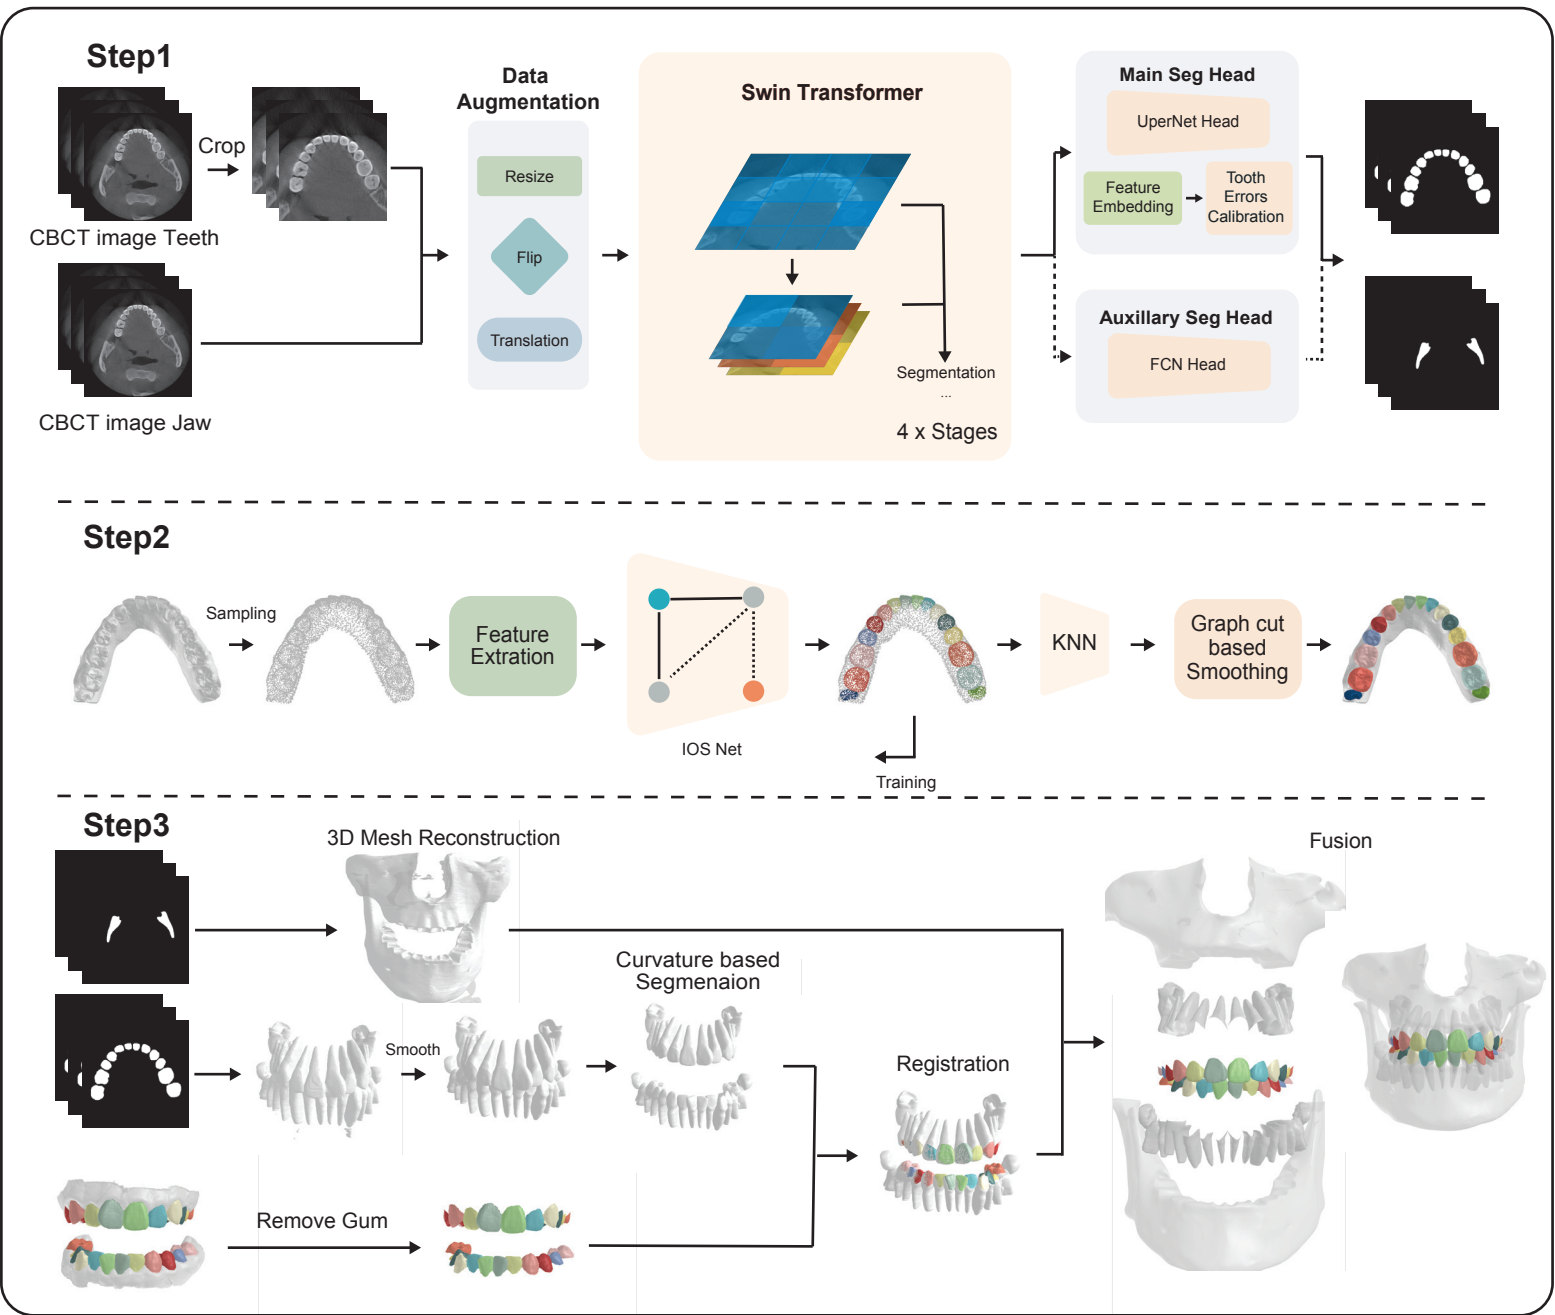 Step1
Crop
CBCT image Teeth
CBCT image Jaw
Data
Augmentation
Resize
Flip
Translation
Swin Transformer
Segmentation
...
4 x Stages
Main Seg Head
UperNet Head
Feature
Embedding
Tooth
Errors
Calibration
Auxillary Seg Head
FCN Head
Step2
Sampling
Feature
Extration
IOS Net
Training
KNN
Graph cut
based
Smoothing
Step3
3D Mesh Reconstruction
Smooth
Curvature based
Segmenaion
Remove Gum
Registration
Fusion